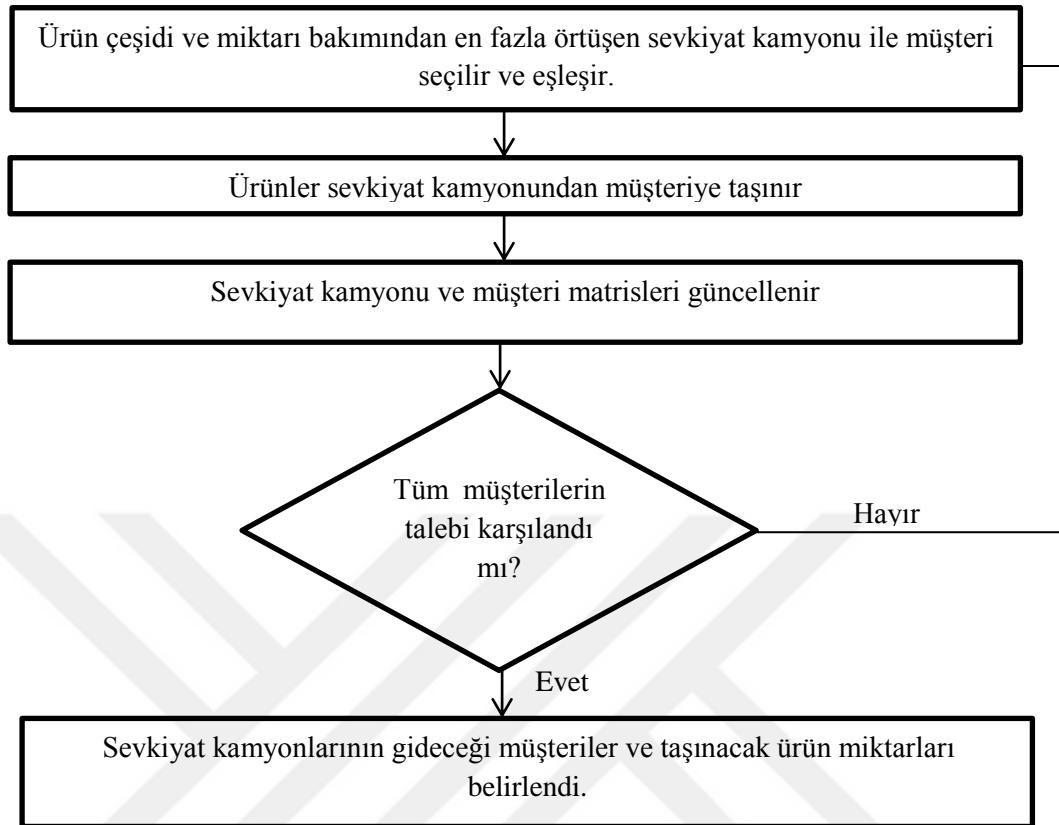 Ürün çeşidi ve miktarı bakımından en fazla örtüşen sevkiyat kamyonu ile müşteri
seçilir ve eşleşir.
Ürünler sevkiyat kamyonundan müşteriye taşınır
Sevkiyat kamyonu ve müşteri matrisleri güncellenir
Tüm müşterilerin
talebi karşılandı
mı?
Hayır
Evet
Sevkiyat kamyonlarının gideceği müşteriler ve taşınacak ürün miktarları
belirlendi.